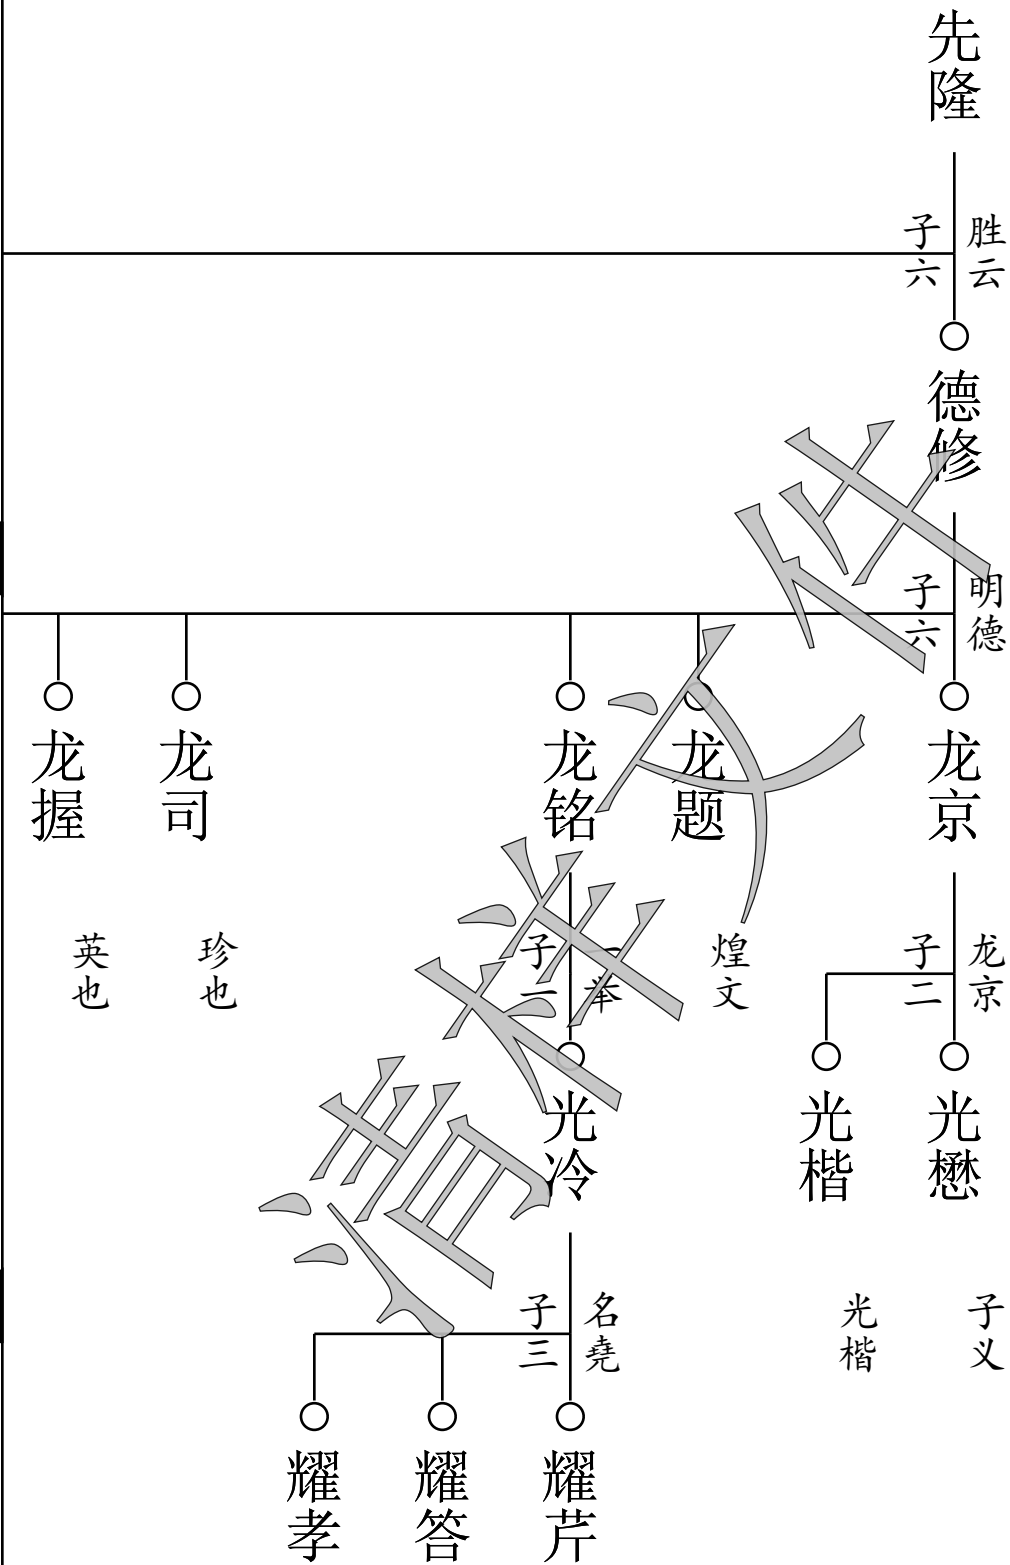 先隆
胜云
子六
德修
明德
子六
龙京
龙题
龙铭
龙司
龙握
龙京
子二
煌文
一举
子一
珍也
英也
光懋
光楷
光冷
子义
光楷
名堯
子三
耀芹
耀答
耀孝